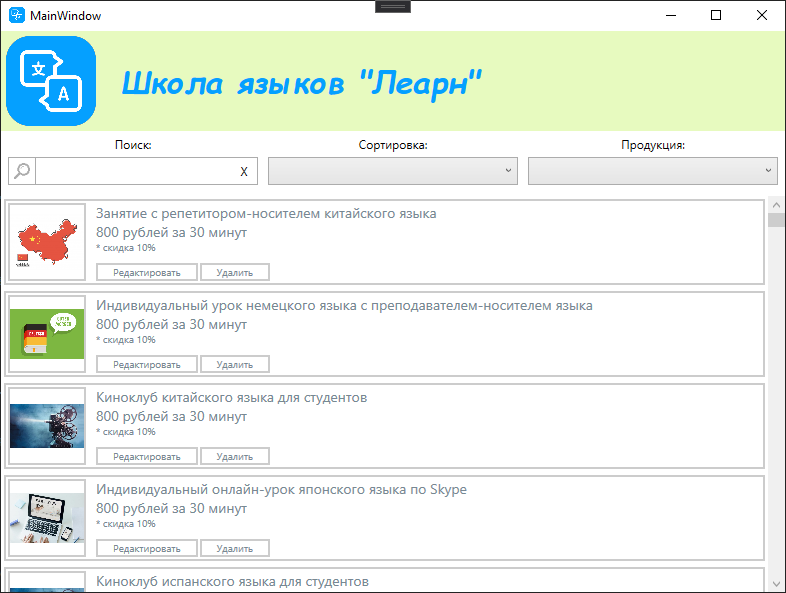 MainWindow
文
A
Школа языков "Леарн"
Поиск:
Сортировка:
Продукция:
X
Занятие с репетитором-носителем китайского языка
800 рублей за 30 минут
* скидка 10%
Редактировать
Удалить
Индивидуальный урок немецкого языка с преподавателем-носителем языка
800 рублей за 30 минут
* скидка 10%
Редактировать
Удалить
Киноклуб китайского языка для студентов
800 рублей за 30 минут
* скидка 10%
Редактировать
Удалить
Индивидуальный онлайн-урок японского языка по Skype
800 рублей за 30 минут
* скидка 10%
Редактировать
Удалить
Киноклуб испанского языка для студентов